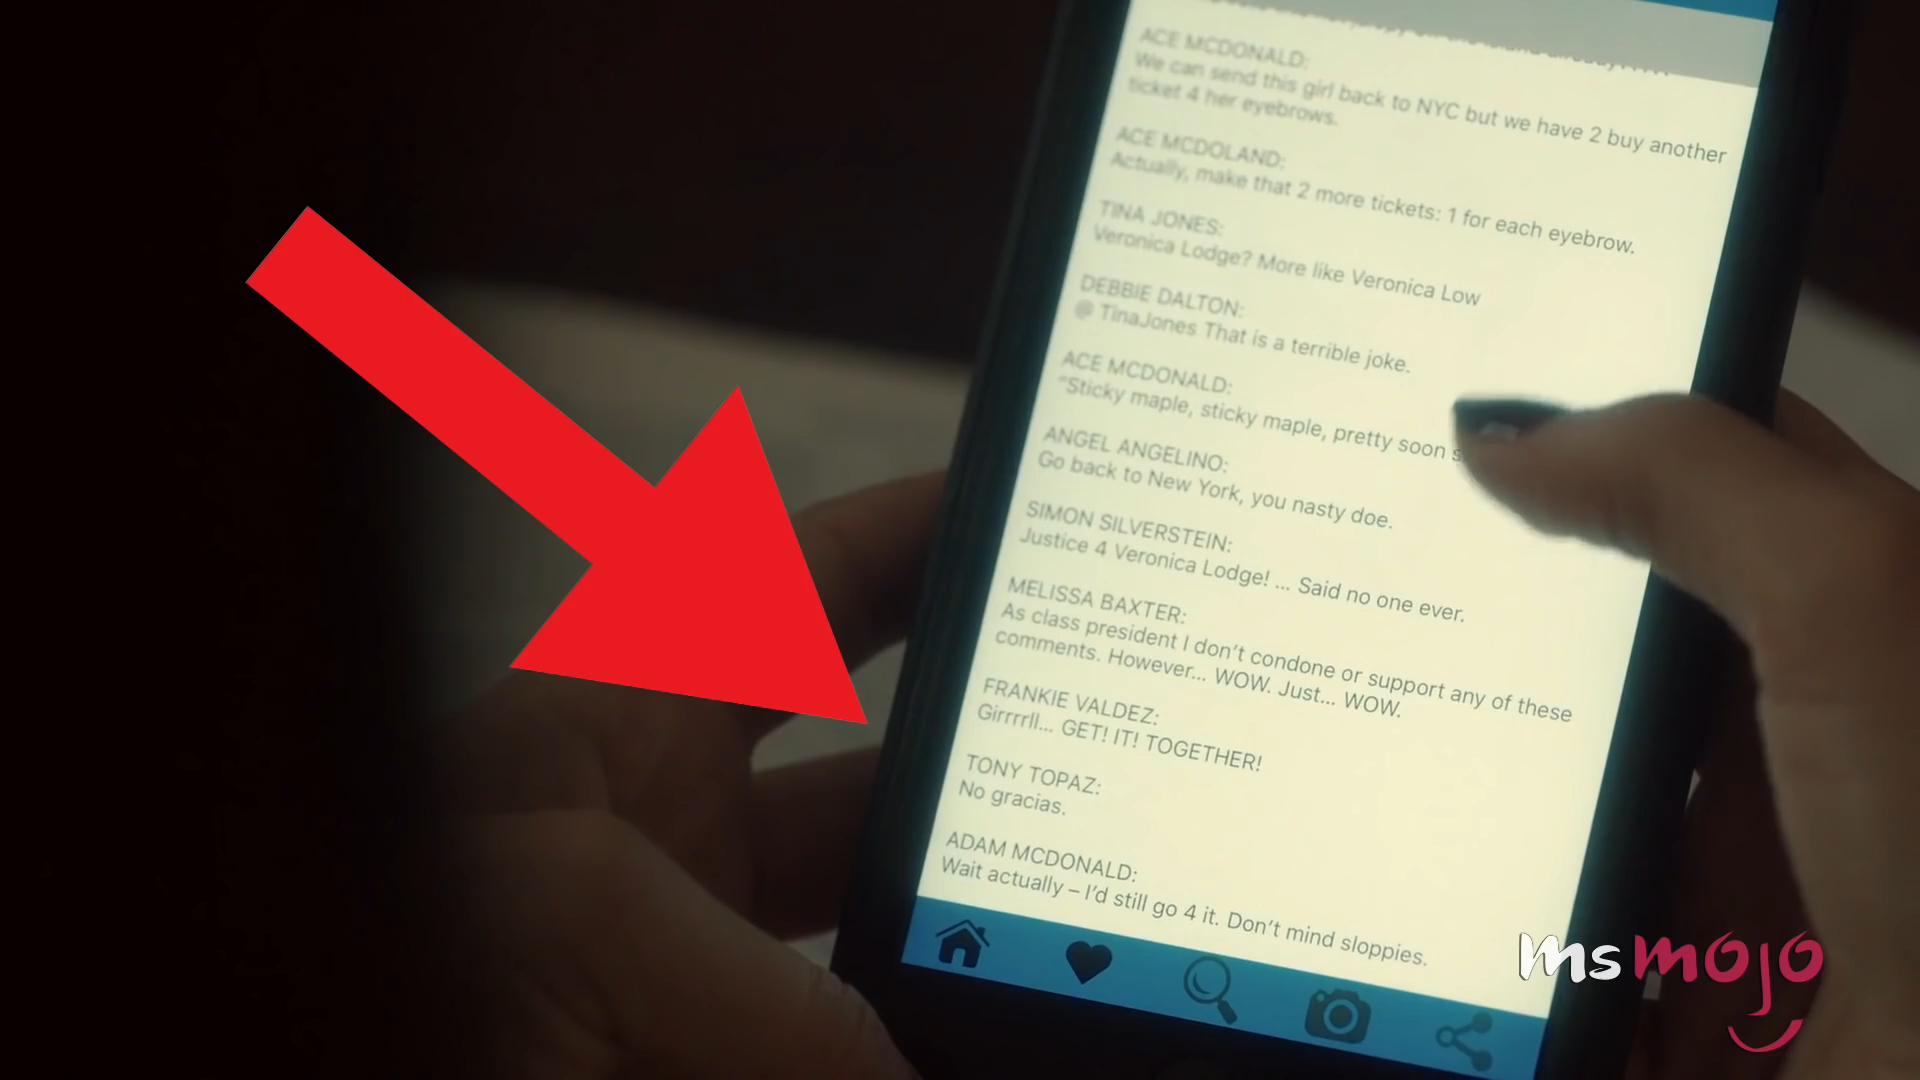 ACE MCDONALD:
We can send this girl back to NYC but we have 2 buy another
ticket 4 her eyebrows.
ACE MCDOLAND:
Actually, make that 2 more tickets: 1 for each eyebrow.
TINA JONES:
Veronica Lodge? More like Veronica Low
DEBBIE DALTON:
@ TinaJones That is a terrible joke.
ACE MCDONALD:
"Sticky maple, sticky maple, pretty soon
ANGEL ANGELINO:
Go back to New York, you nasty doe.
SIMON SILVERSTEIN:
Justice 4 Veronica Lodge! ... Said no one ever.
MELISSA BAXTER:
As class president I don't condone or support any of these
comments. However... WOW. Just... WOW.
FRANKIE VALDEZ:
Girrrrll... GET! IT! TOGETHER!
TONY TOPAZ:
No gracias.
ADAM MCDONALD:
Wait actually – I'd still go 4 it. Don't mind sloppies.
msmojo